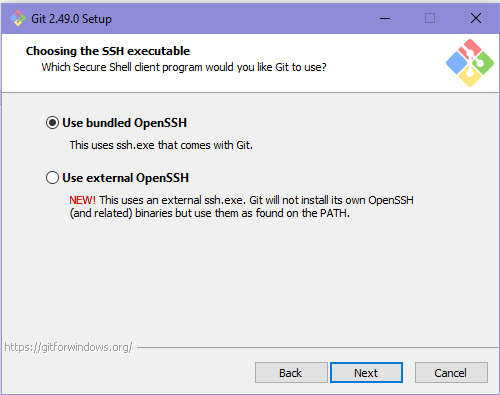 Git 2.49.0 Setup
Choosing the SSH executable
Which Secure Shell client program would you like Git to use?
Use bundled OpenSSH
This uses ssh.exe that comes with Git.
Use external OpenSSH
NEW! This uses an external ssh.exe. Git will not install its own OpenSSH
(and related) binaries but use them as found on the PATH.
https://gitforwindows.org/
Back
Next
Cancel